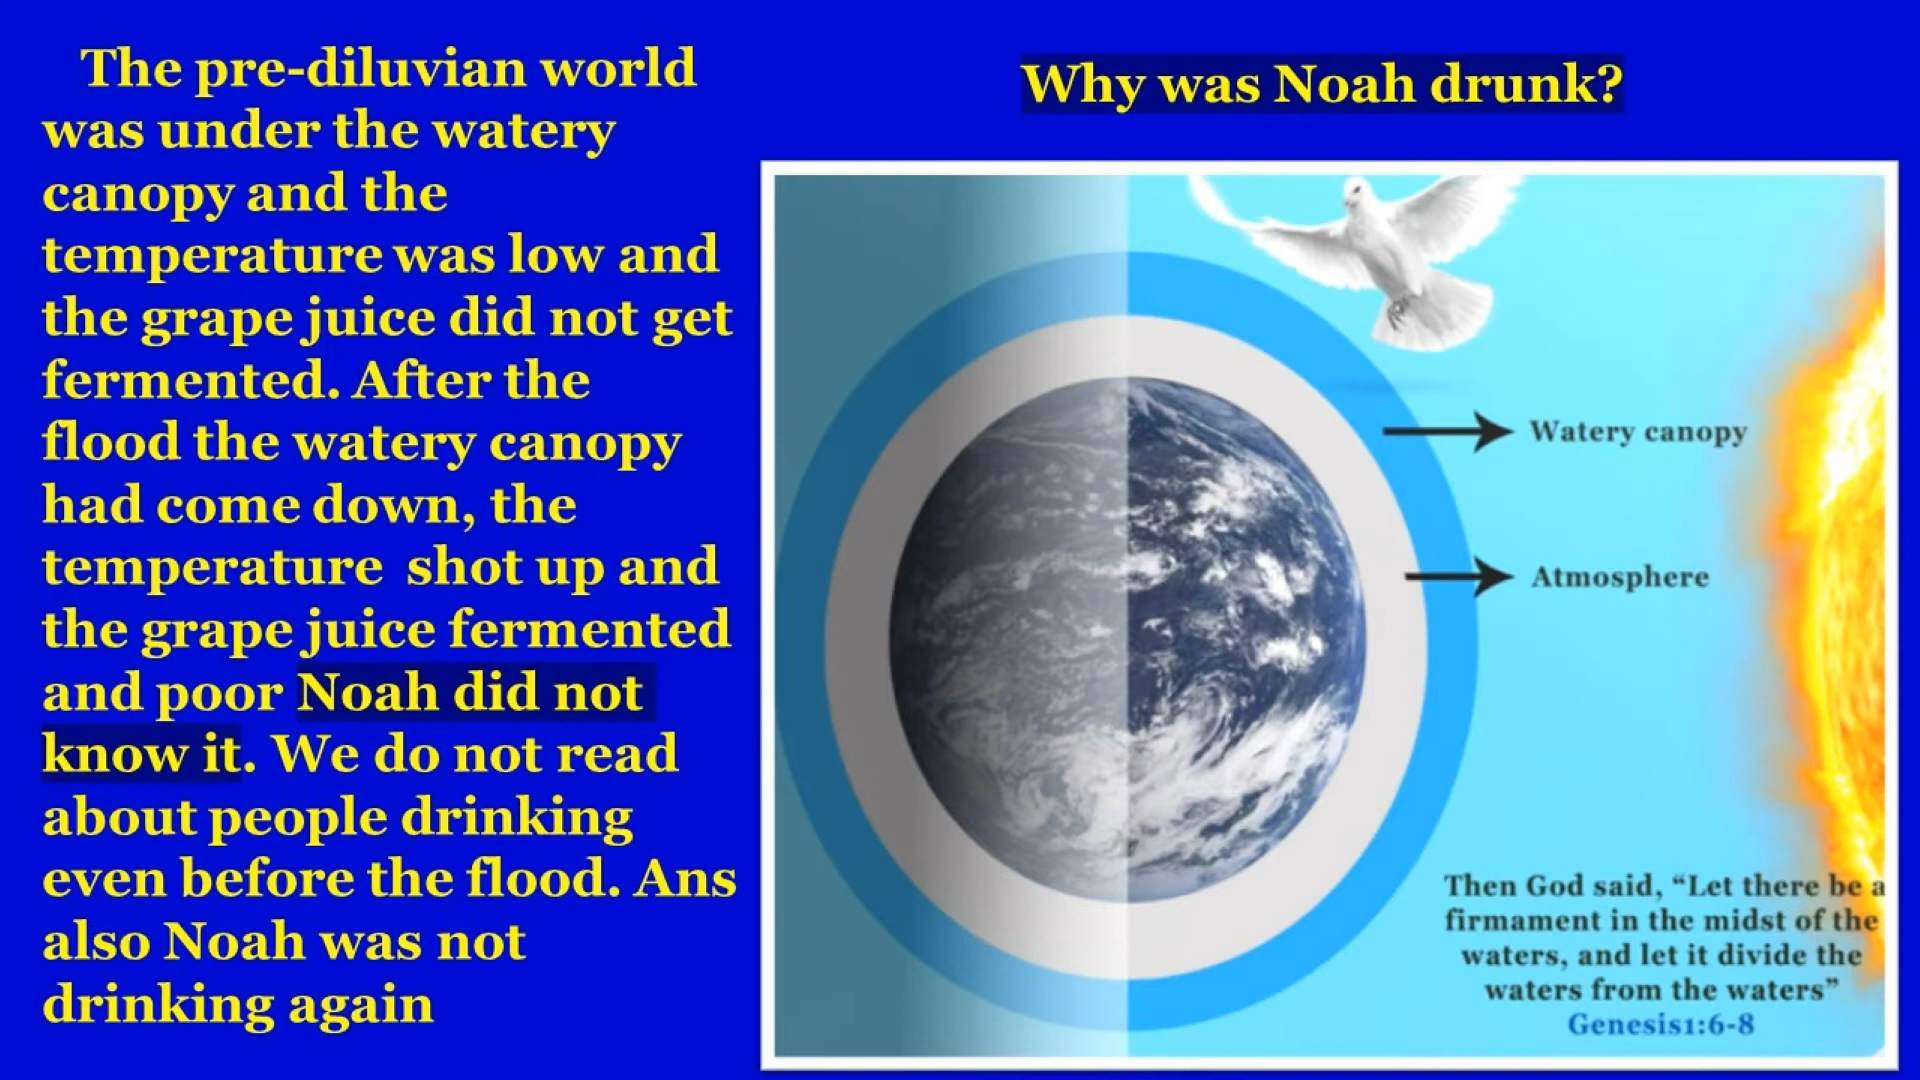 The pre-diluvian world
was under the watery
canopy and the
temperature was low and
the grape juice did not get
fermented. After the
flood the watery canopy
had come down, the
temperature shot up and
the grape juice fermented
and poor Noah did not
know it. We do not read
about people drinking
even before the flood. Ans
also Noah was not
drinking again
Why was Noah drunk?
Watery canopy
Atmosphere
Then God said, “Let there be a
firmament in the midst of the
waters, and let it divide the
waters from the waters”
Genesis1:6-8